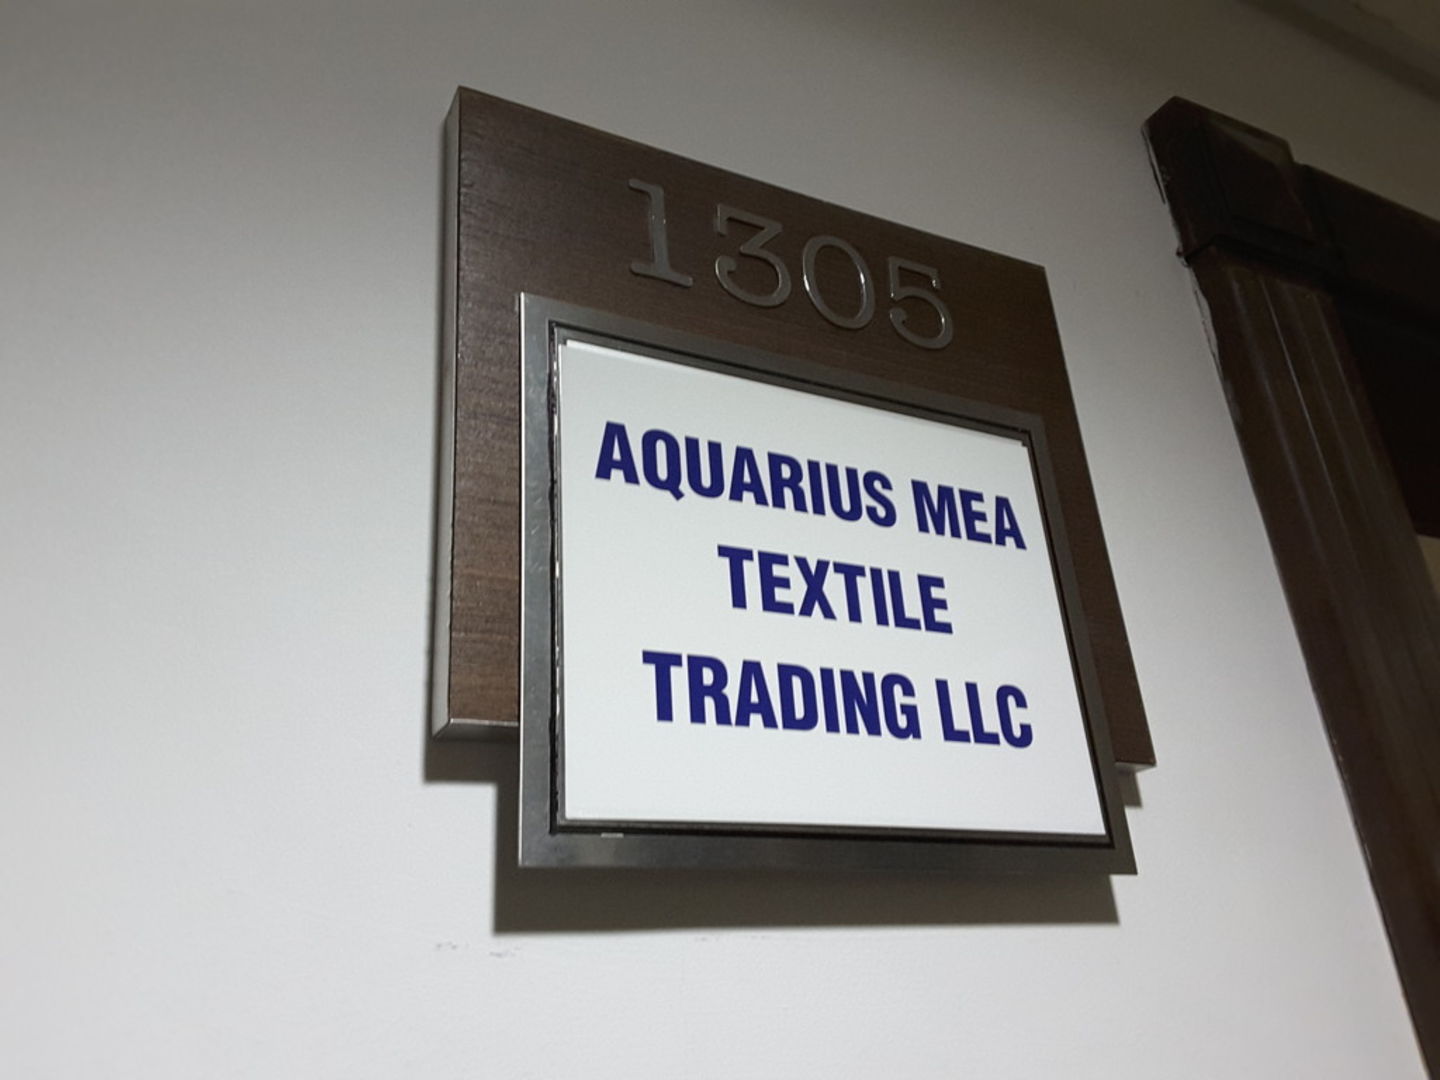 1305
AQUARIUS MEA
TEXTILE
TRADING LLC